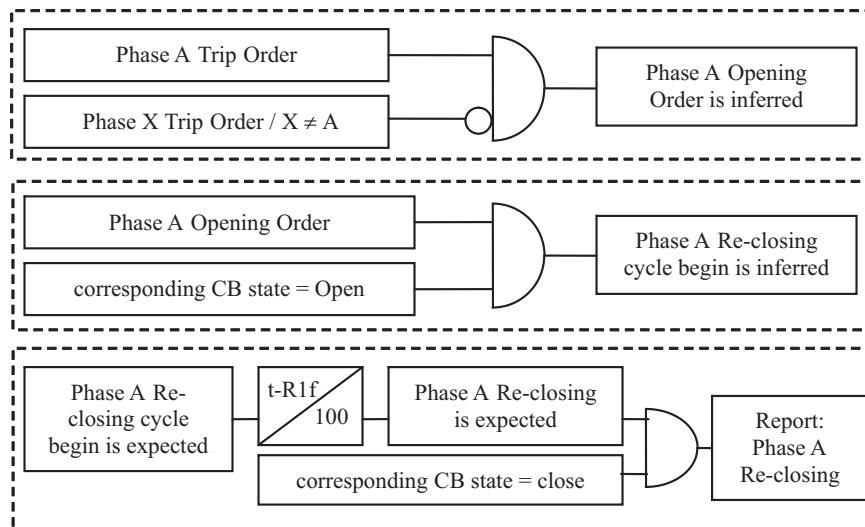 Phase A Trip Order
Phase X Trip Order / X ≠ A
Phase A Opening
Order is inferred
Phase A Opening Order
corresponding CB state = Open
Phase A Re-closing
cycle begin is inferred
Phase A Re-
closing cycle
begin is expected
t-R1f
100
Phase A Re-closing
is expected
corresponding CB state = close
Report:
Phase A
Re-closing